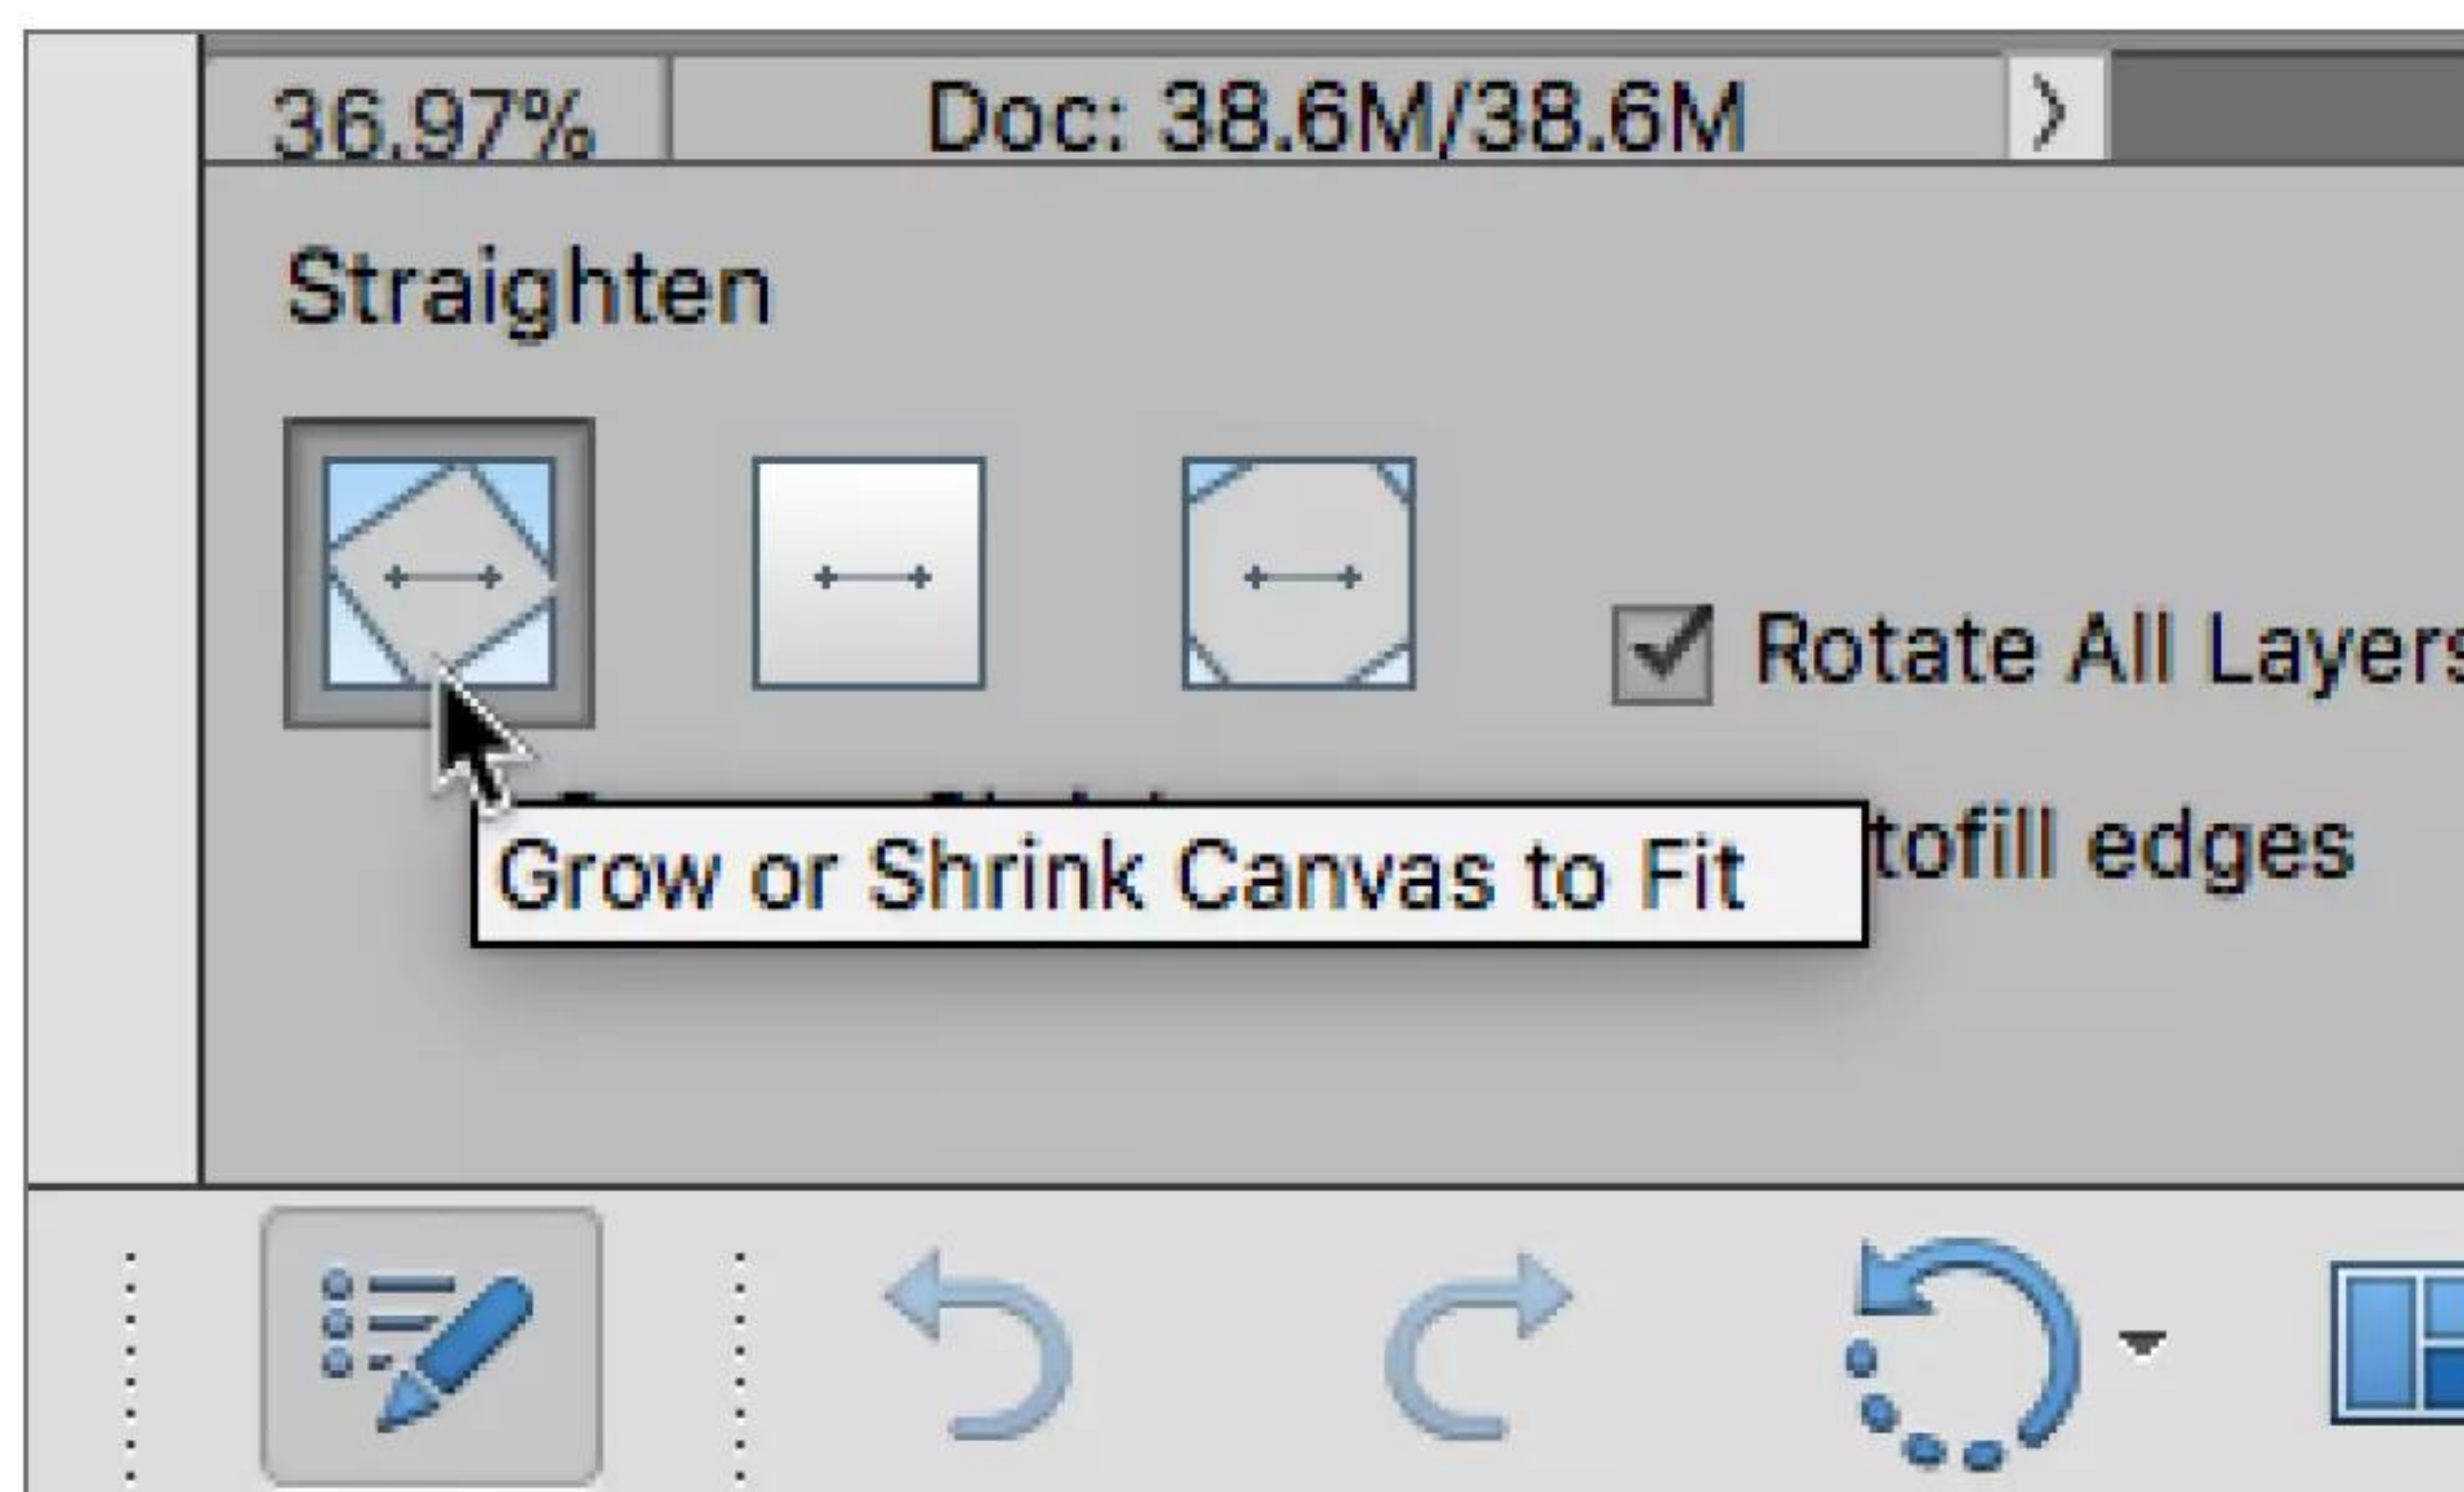 36.97%
Doc: 38.6M/38.6M
Straighten
Rotate All Layers
Grow or Shrink Canvas to Fit
tofill edges